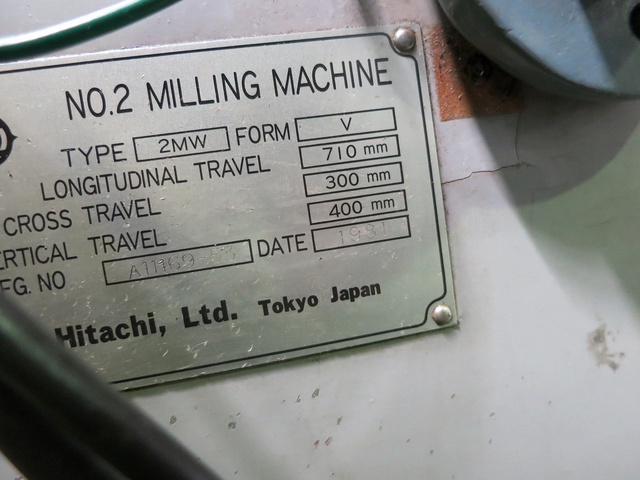 NO.2 MILLING MACHINE
TYPE 2MW FORM V
LONGITUDINAL TRAVEL 710 mm
CROSS TRAVEL 300 mm
ERTICAL TRAVEL 400 mm
FG. NO DATE 1981
Hitachi, Ltd. Tokyo Japan